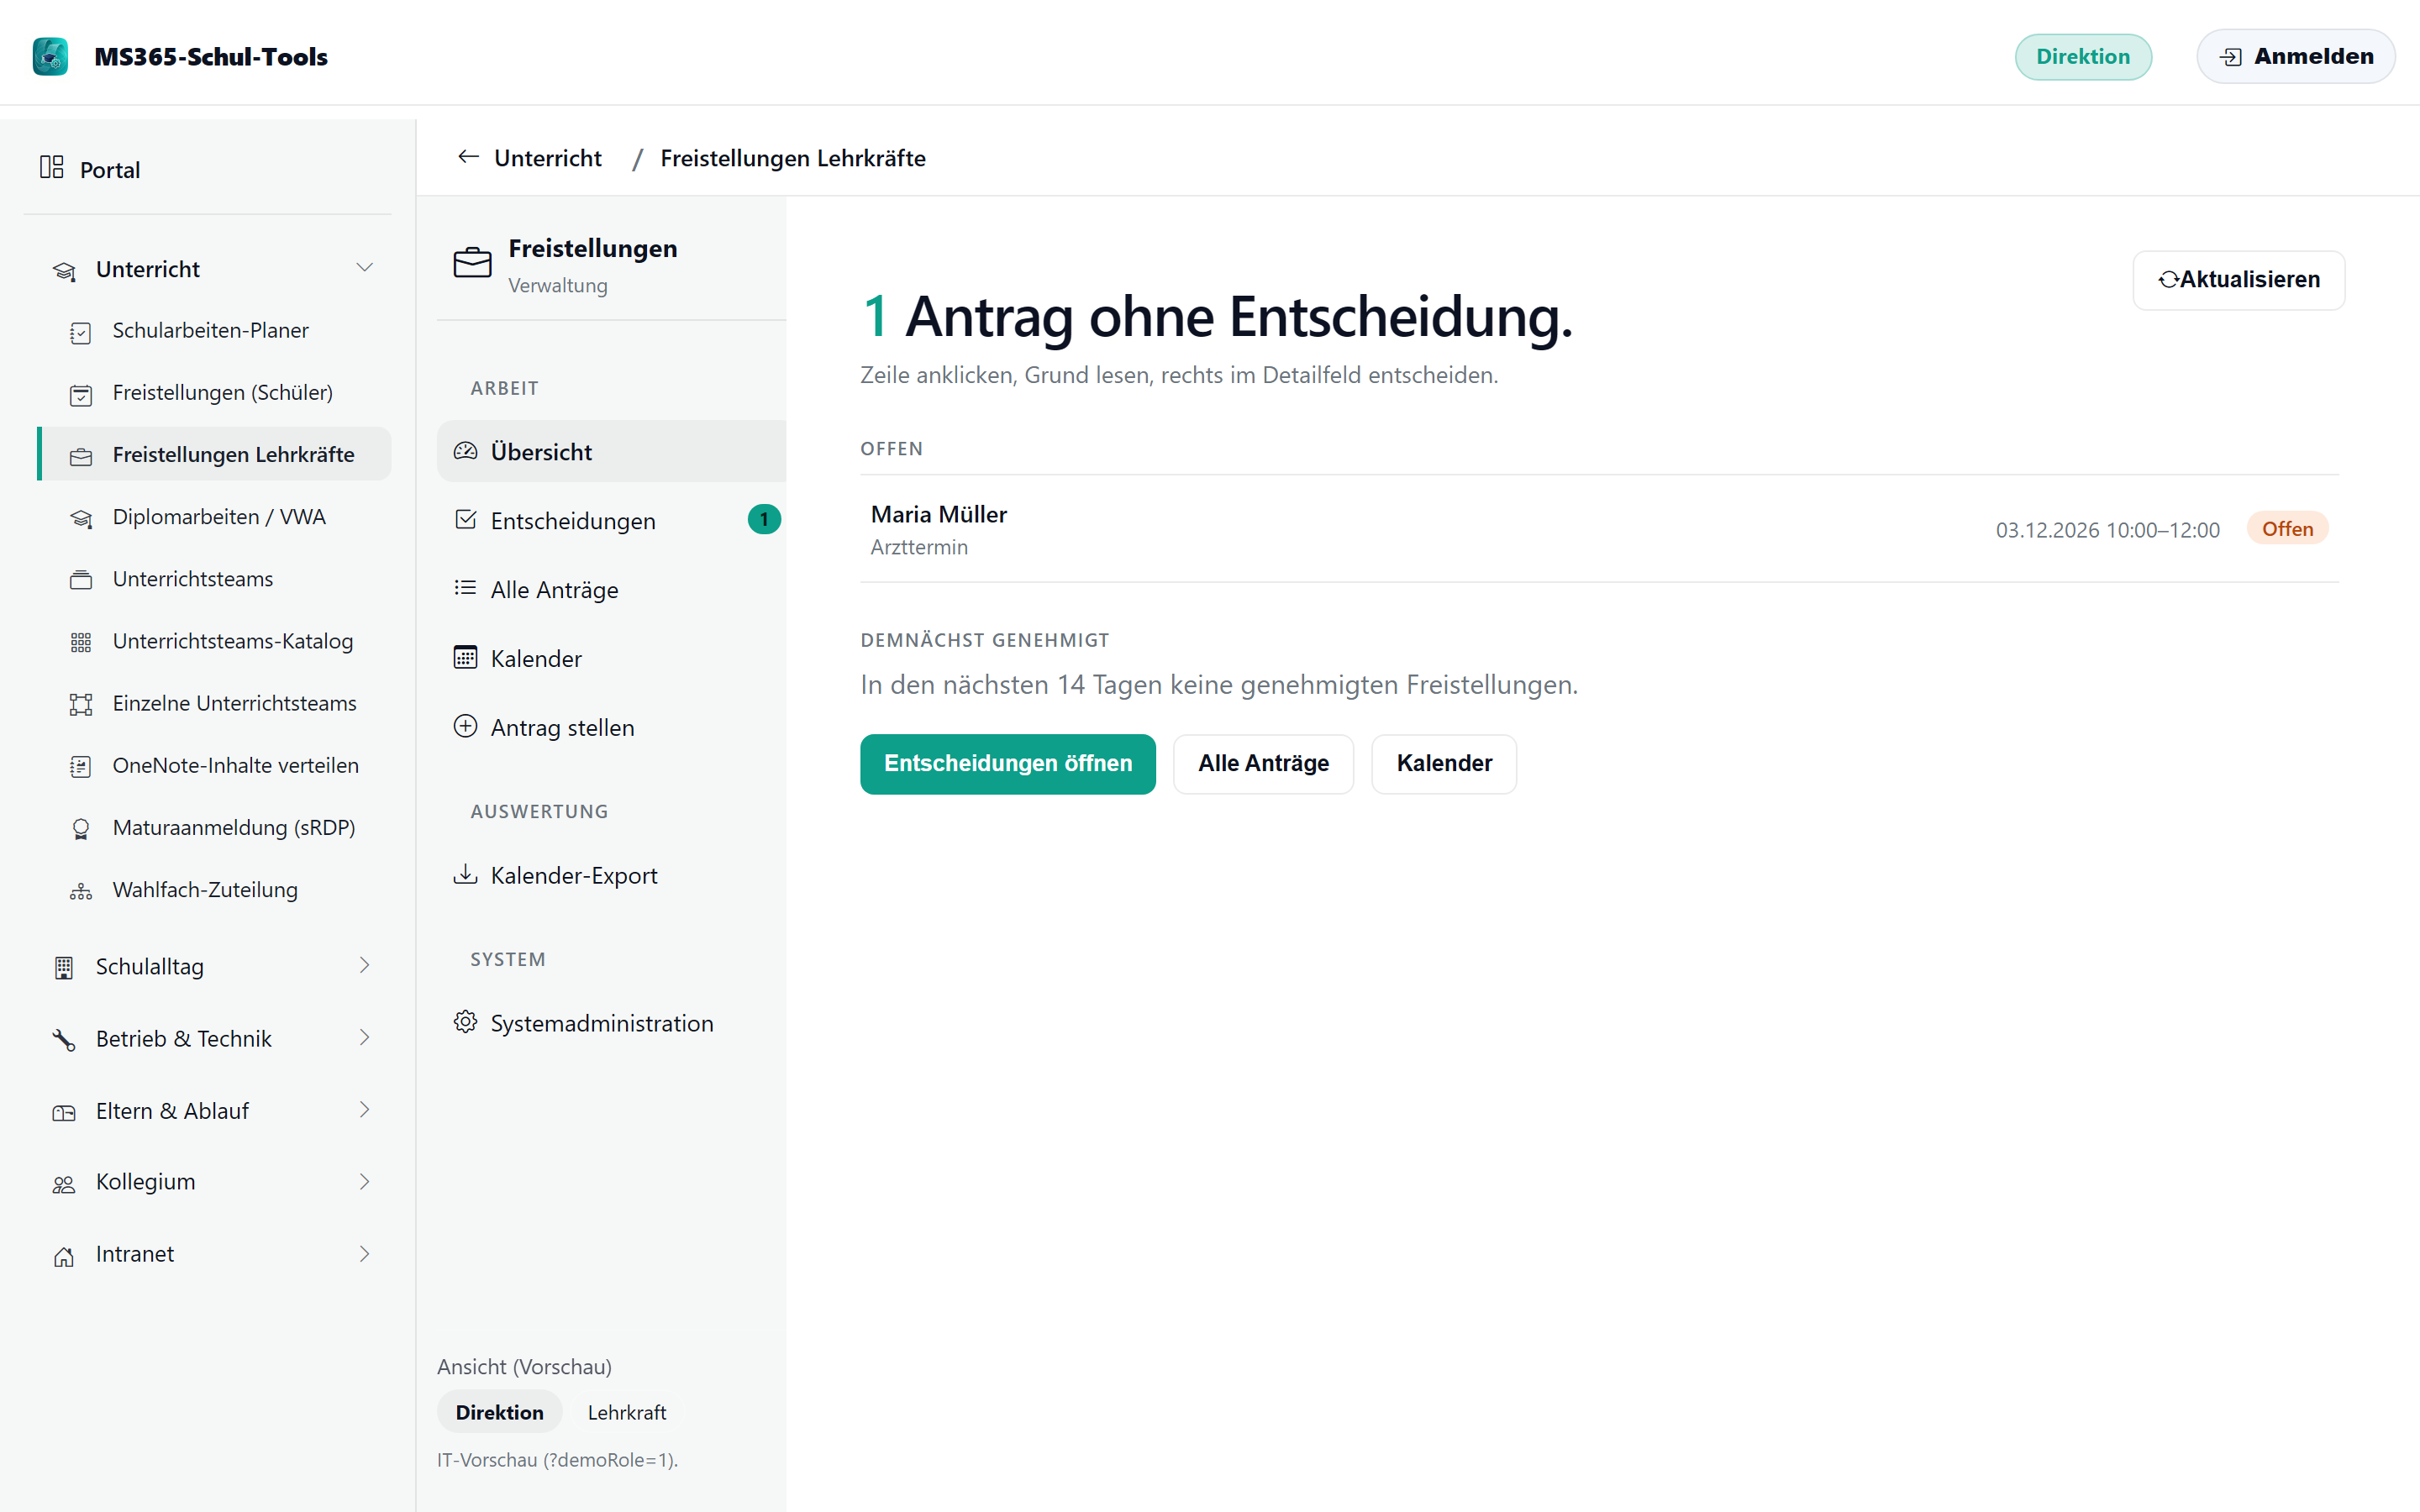 MS365-Schul-Tools
Direktion
Anmelden
Portal
Unterricht
Schularbeiten-Planer
Freistellungen (Schüler)
Freistellungen Lehrkräfte
Diplomarbeiten / VWA
Unterrichtsteams
Unterrichtsteams-Katalog
Einzelne Unterrichtsteams
OneNote-Inhalte verteilen
Maturaanmeldung (sRDP)
Wahlfach-Zuteilung
Schulalltag
Betrieb & Technik
Eltern & Ablauf
Kollegium
Intranet
Unterricht / Freistellungen Lehrkräfte
Freistellungen
Verwaltung
ARBEIT
Übersicht
Entscheidungen 1
Alle Anträge
Kalender
Antrag stellen
AUSWERTUNG
Kalender-Export
SYSTEM
Systemadministration
Ansicht (Vorschau)
Direktion Lehrkraft
IT-Vorschau (?demoRole=1).
Aktualisieren
1 Antrag ohne Entscheidung.
Zeile anklicken, Grund lesen, rechts im Detailfeld entscheiden.
OFFEN
Maria Müller
Arzttermin
03.12.2026 10:00–12:00 Offen
DEMNÄCHST GENEHMIGT
In den nächsten 14 Tagen keine genehmigten Freistellungen.
Entscheidungen öffnen Alle Anträge Kalender